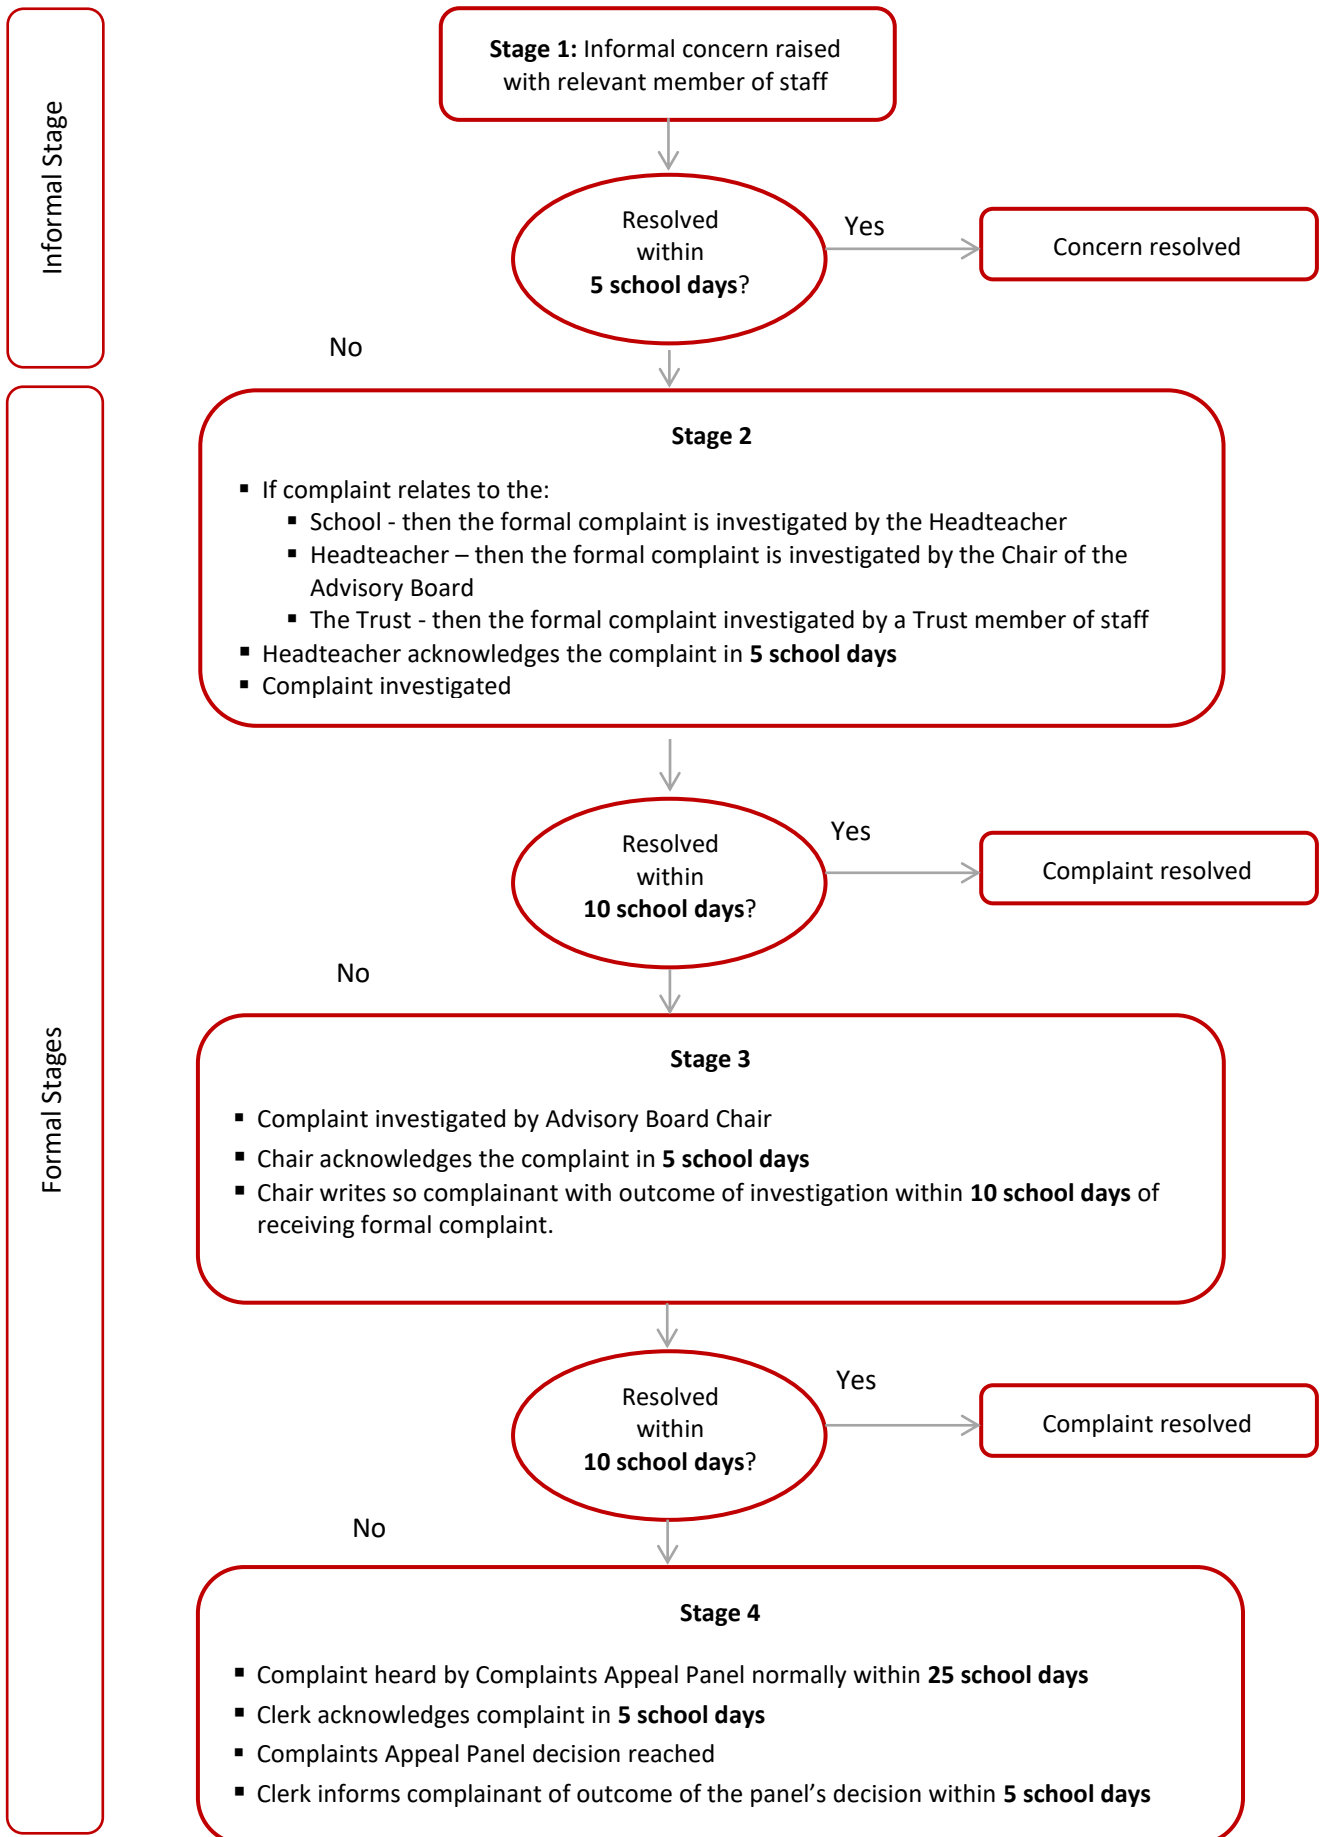 Informal Stage
Stage 1: Informal concern raised
with relevant member of staff
Resolved
within
5 school days?
Yes
Concern resolved
No
Formal Stages
Stage 2
▪ If complaint relates to the:
▪ School - then the formal complaint is investigated by the Headteacher
▪ Headteacher – then the formal complaint is investigated by the Chair of the
Advisory Board
▪ The Trust - then the formal complaint investigated by a Trust member of staff
▪ Headteacher acknowledges the complaint in 5 school days
▪ Complaint investigated
Resolved
within
10 school days?
Yes
Complaint resolved
No
Stage 3
▪ Complaint investigated by Advisory Board Chair
▪ Chair acknowledges the complaint in 5 school days
▪ Chair writes so complainant with outcome of investigation within 10 school days of
receiving formal complaint.
Resolved
within
10 school days?
Yes
Complaint resolved
No
Stage 4
▪ Complaint heard by Complaints Appeal Panel normally within 25 school days
▪ Clerk acknowledges complaint in 5 school days
▪ Complaints Appeal Panel decision reached
▪ Clerk informs complainant of outcome of the panel’s decision within 5 school days